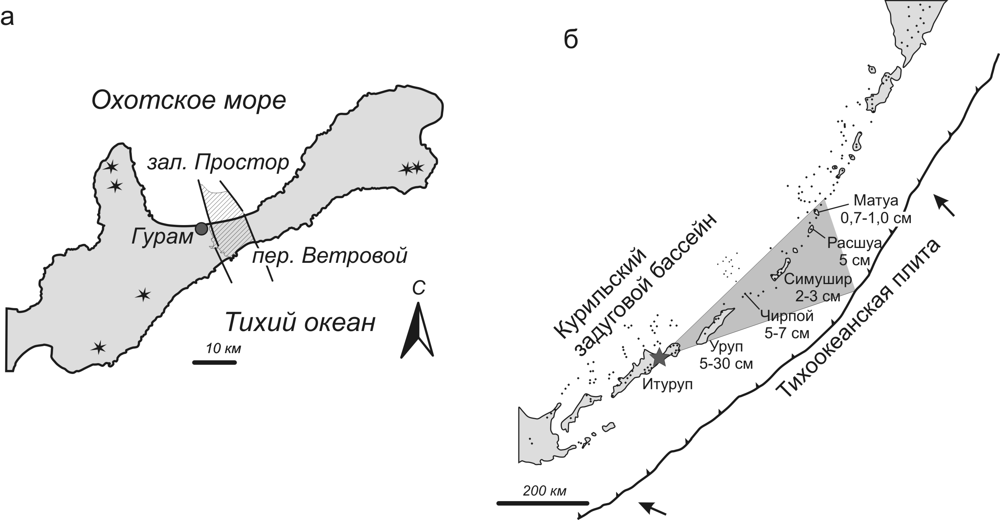 а
Охотское море
зал. Простор
Гурам
пер. Ветровой
С
Тихий океан
10 км
б
Матуа
0,7-1,0 см
Расшуа
5 см
Симушир
2-3 см
Чирпой
5-7 см
Уруп
5-30 см
Итуруп
Курильский
задуговой бассейн
Тихоокеанская плита
200 км